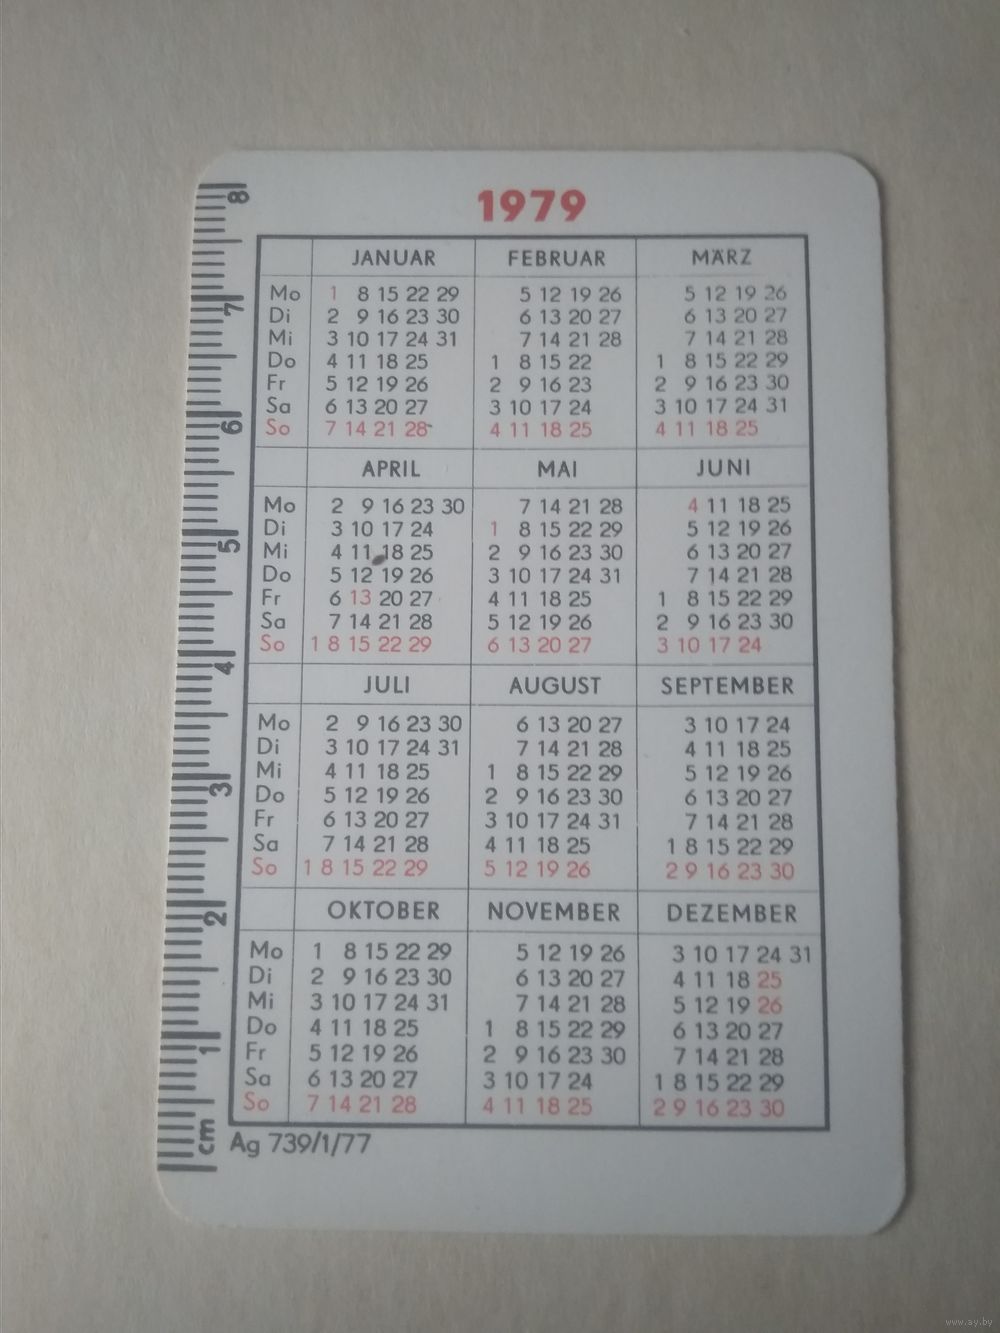 1979
JANUAR FEBRUAR MÄRZ
Mo 1 8 15 22 29 5 12 19 26 5 12 19 26
Di 2 9 16 23 30 6 13 20 27 6 13 20 27
Mi 3 10 17 24 31 7 14 21 28 7 14 21 28
Do 4 11 18 25 1 8 15 22 1 8 15 22 29
Fr 5 12 19 26 2 9 16 23 2 9 16 23 30
Sa 6 13 20 27 3 10 17 24 3 10 17 24 31
So 7 14 21 28 4 11 18 25 4 11 18 25
APRIL MAI JUNI
Mo 2 9 16 23 30 7 14 21 28 4 11 18 25
Di 3 10 17 24 1 8 15 22 29 5 12 19 26
Mi 4 11 18 25 2 9 16 23 30 6 13 20 27
Do 5 12 19 26 3 10 17 24 31 7 14 21 28
Fr 6 13 20 27 4 11 18 25 1 8 15 22 29
Sa 7 14 21 28 5 12 19 26 2 9 16 23 30
So 1 8 15 22 29 6 13 20 27 3 10 17 24
JULI AUGUST SEPTEMBER
Mo 2 9 16 23 30 6 13 20 27 3 10 17 24
Di 3 10 17 24 31 7 14 21 28 4 11 18 25
Mi 4 11 18 25 1 8 15 22 29 5 12 19 26
Do 5 12 19 26 2 9 16 23 30 6 13 20 27
Fr 6 13 20 27 3 10 17 24 31 7 14 21 28
Sa 7 14 21 28 4 11 18 25 1 8 15 22 29
So 1 8 15 22 29 5 12 19 26 2 9 16 23 30
OKTOBER NOVEMBER DEZEMBER
Mo 1 8 15 22 29 5 12 19 26 3 10 17 24 31
Di 2 9 16 23 30 6 13 20 27 4 11 18 25
Mi 3 10 17 24 31 7 14 21 28 5 12 19 26
Do 4 11 18 25 1 8 15 22 29 6 13 20 27
Fr 5 12 19 26 2 9 16 23 30 7 14 21 28
Sa 6 13 20 27 3 10 17 24 1 8 15 22 29
So 7 14 21 28 4 11 18 25 2 9 16 23 30
Ag 739/1/77
cm 1 2 3 4 5 6 7 8
www.ay.by